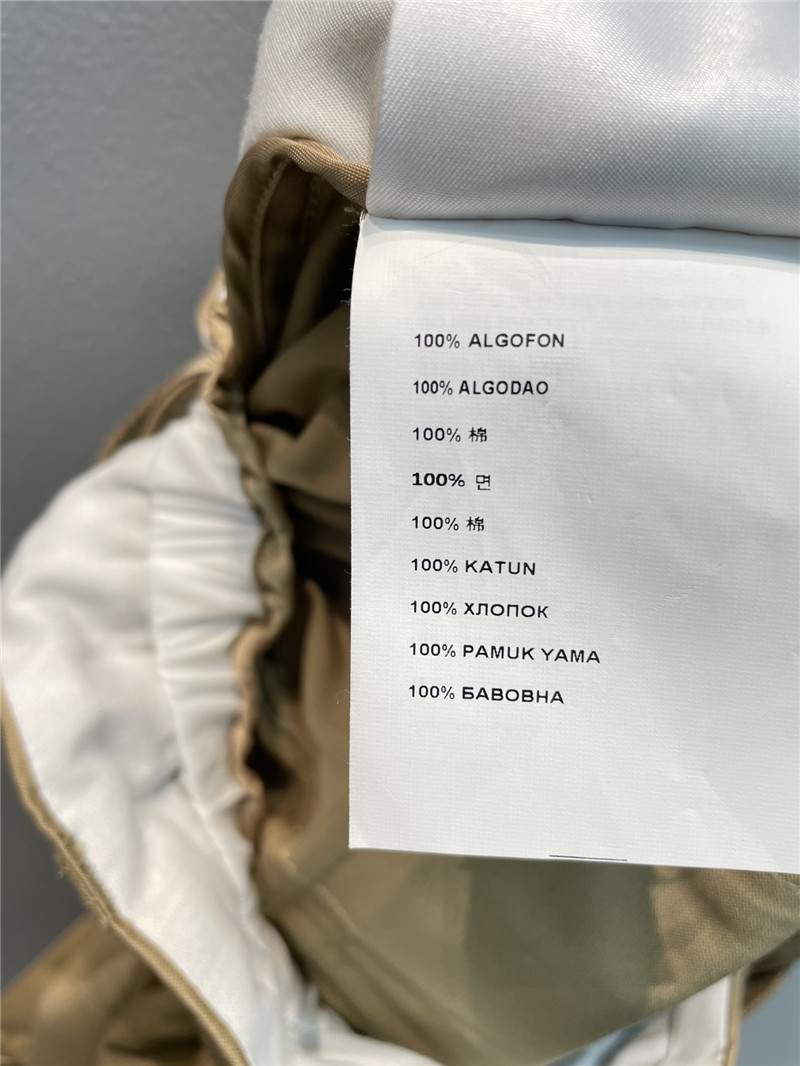 100% ALGOFON
100% ALGODAO
100% 棉
100% 면
100% 棉
100% KATUN
100% ХЛОПОК
100% PAMUK YAMA
100% БАВОВНА